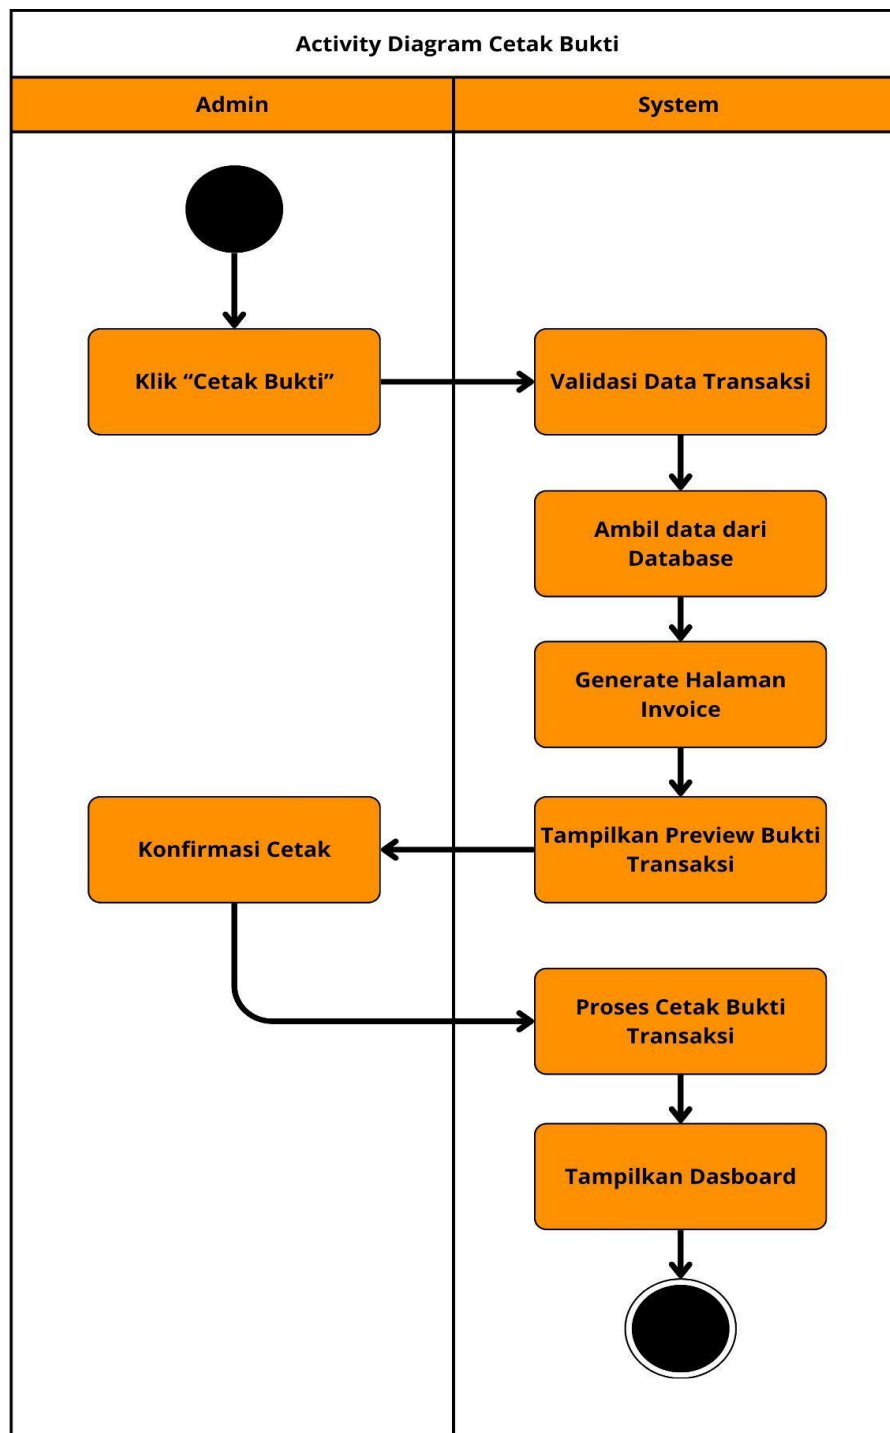 Activity Diagram Cetak Bukti
Admin
System
Klik “Cetak Bukti”
Validasi Data Transaksi
Ambil data dari
Database
Generate Halaman
Invoice
Tampilkan Preview Bukti
Transaksi
Konfirmasi Cetak
Proses Cetak Bukti
Transaksi
Tampilkan Dasboard